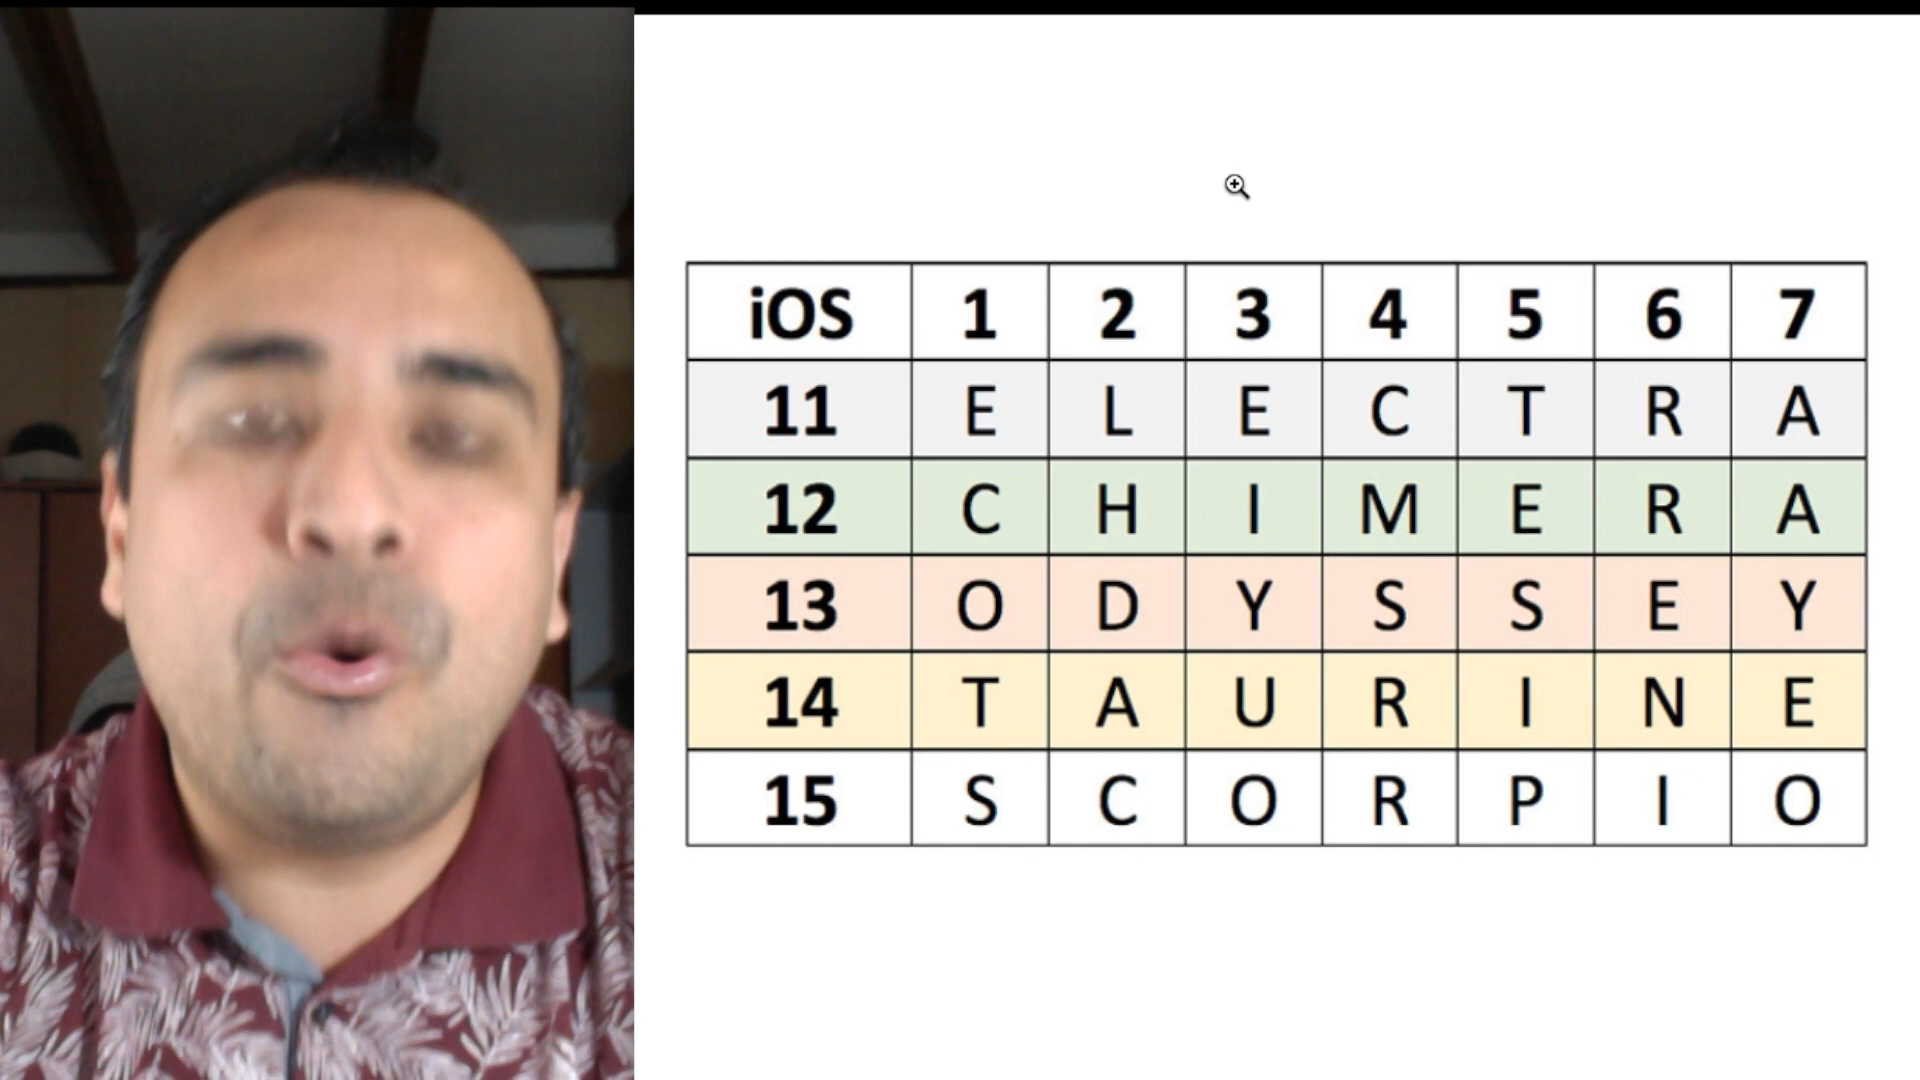 iOS 1 2 3 4 5 6 7
11 E L E C T R A
12 C H I M E R A
13 O D Y S S E Y
14 T A U R I N E
15 S C O R P I O